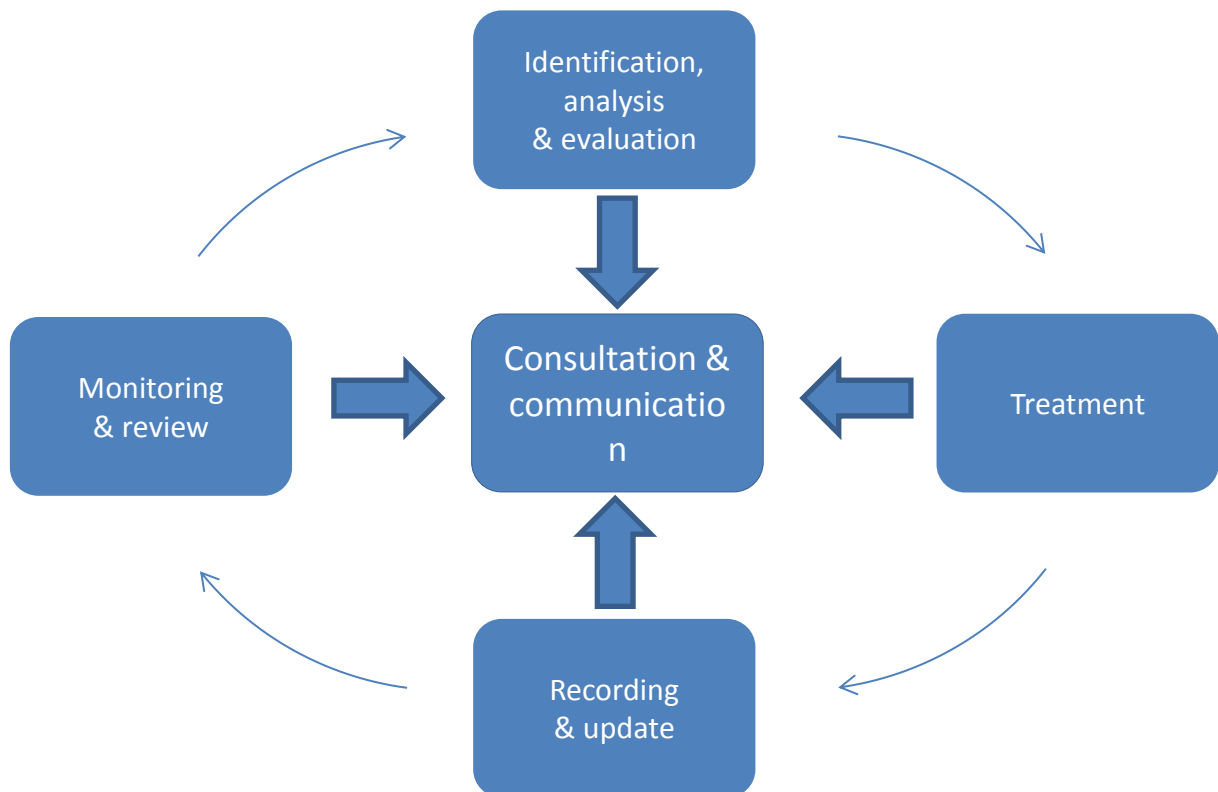 Identification,
analysis
& evaluation
Monitoring
& review
Consultation &
communicatio
n
Treatment
Recording
& update